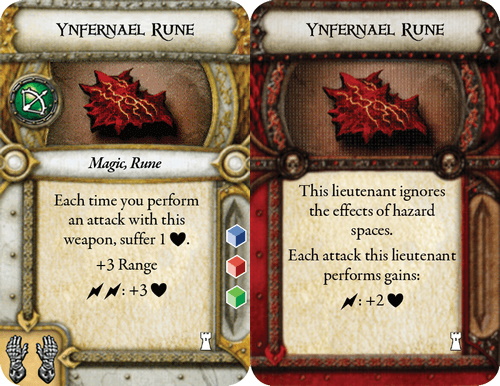 Ynfernael Rune
Magic, Rune
Each time you perform
an attack with this
weapon, suffer 1 ♥.
+3 Range
: +3 ♥
Ynfernael Rune
This lieutenant ignores
the effects of hazard
spaces.
Each attack this lieutenant
performs gains:
: +2 ♥